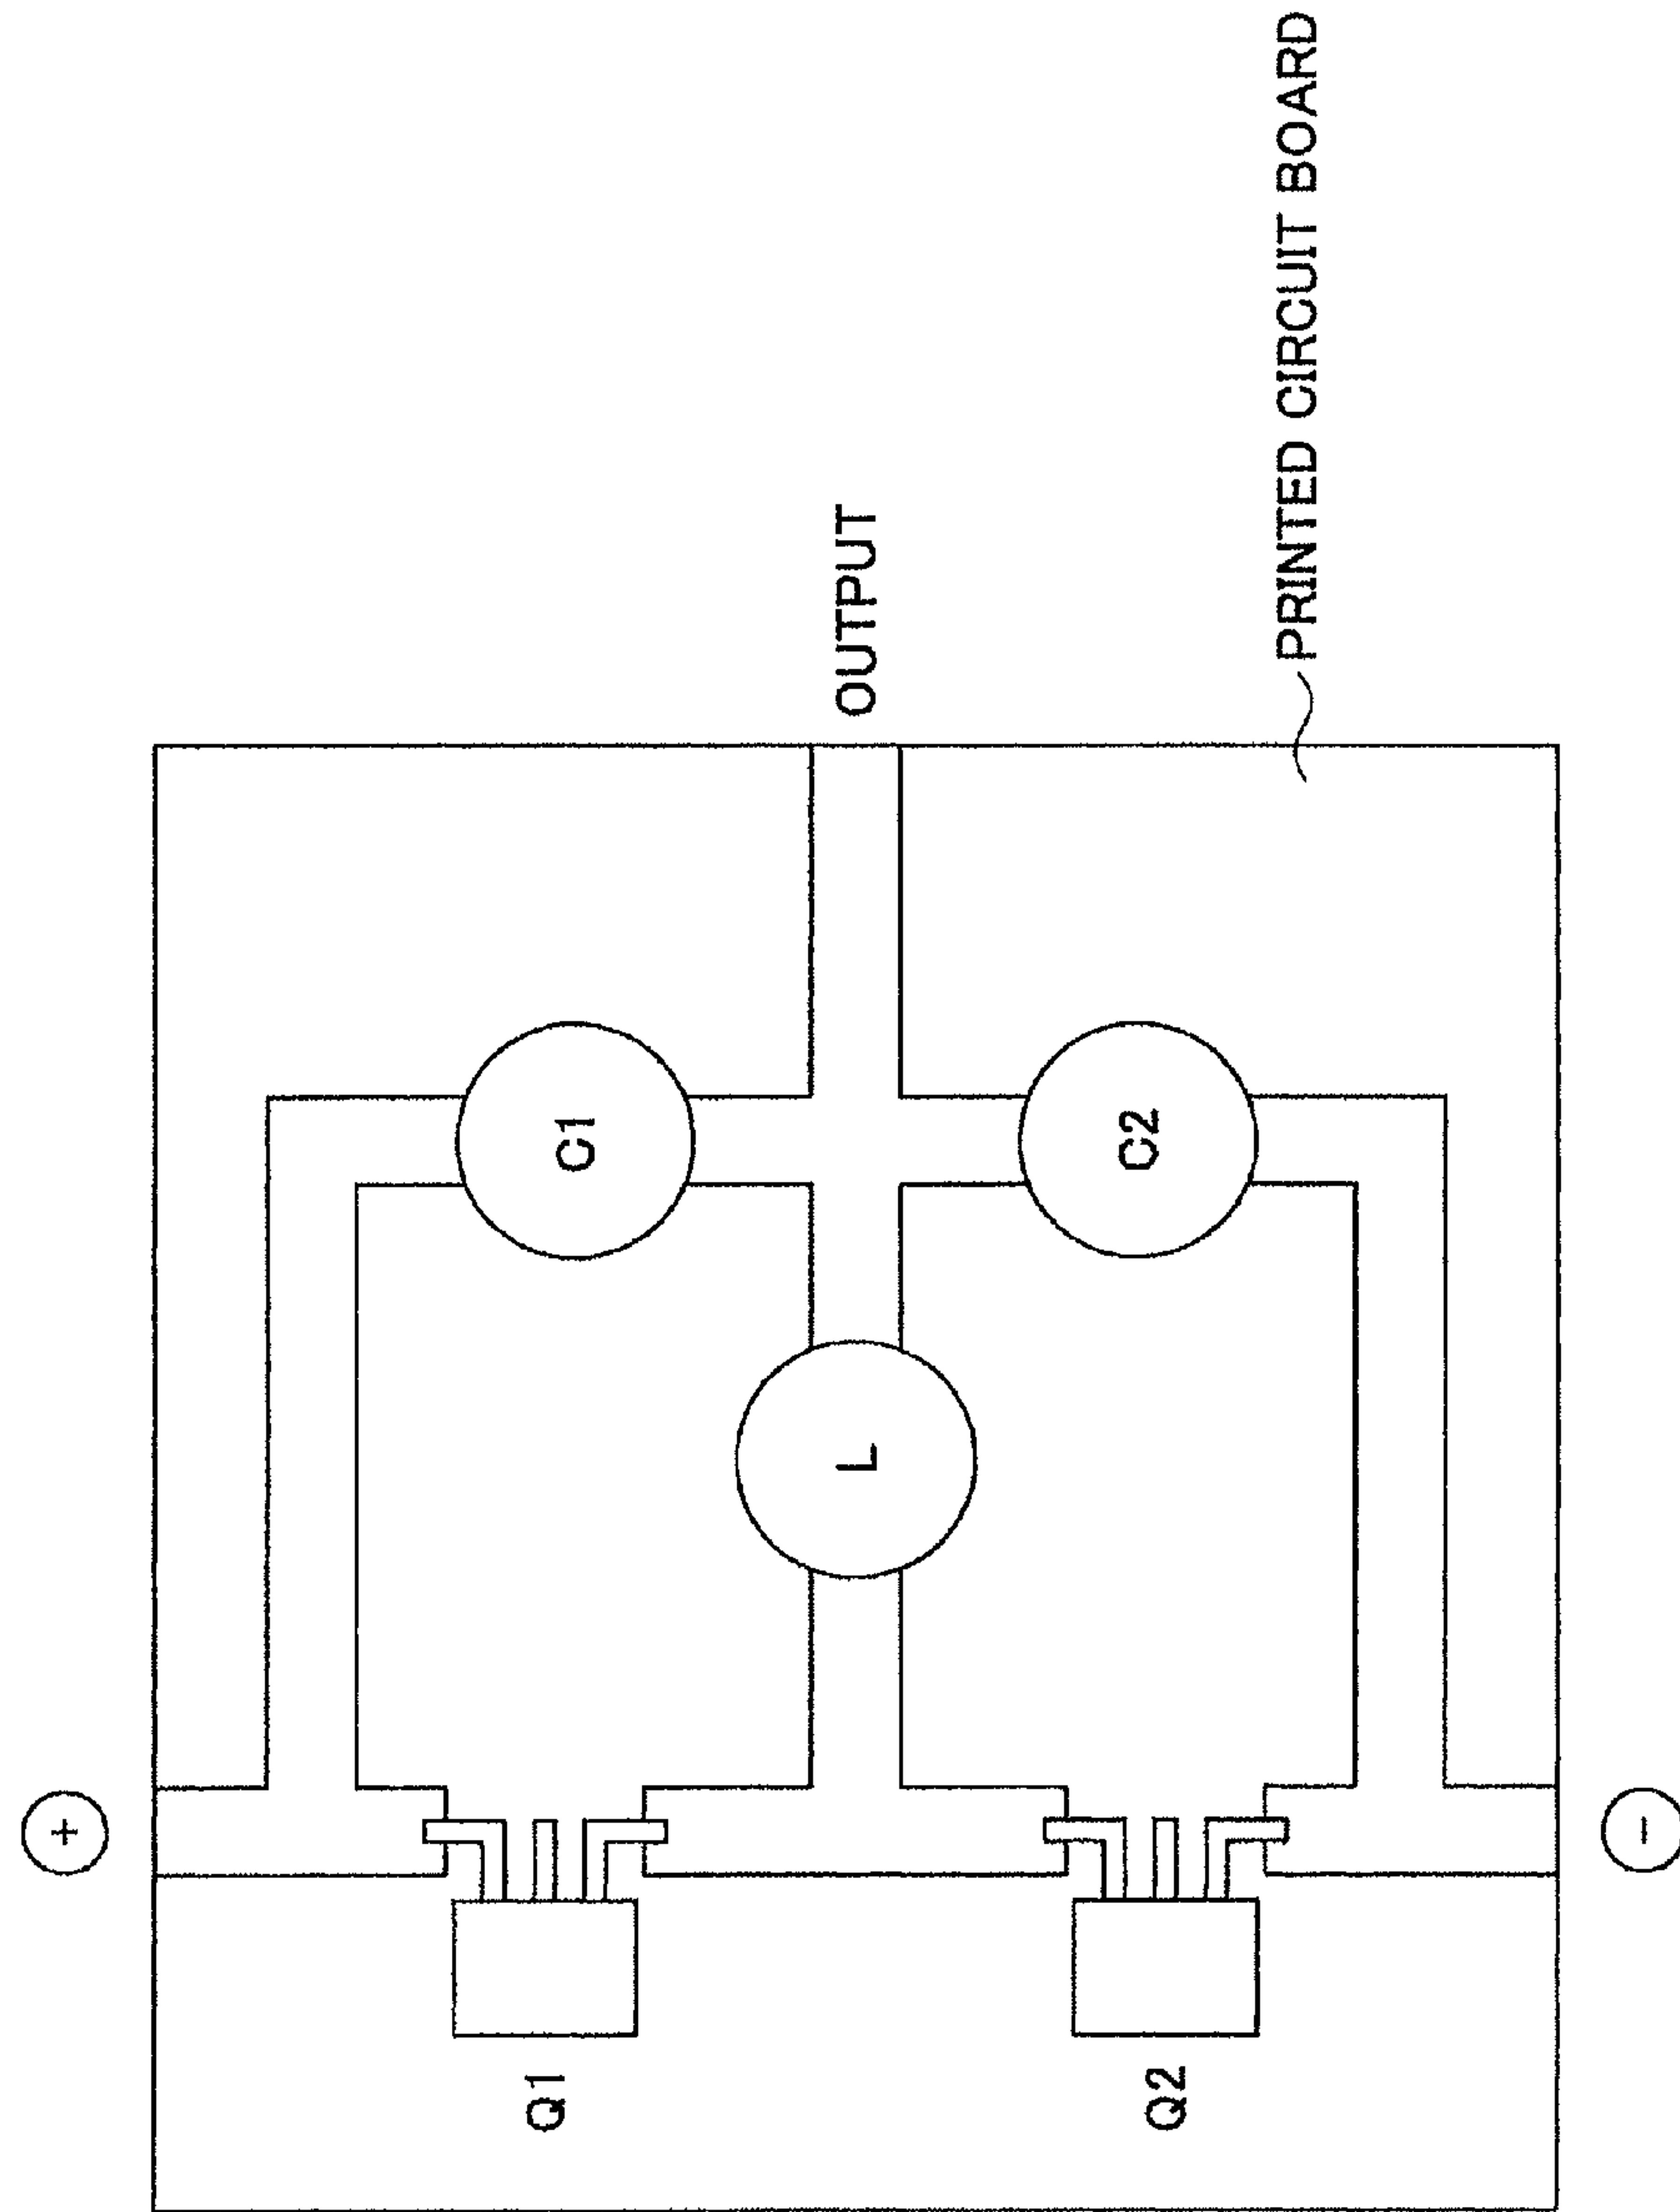 +
Q1
C1
L
OUTPUT
Q2
C2
PRINTED CIRCUIT BOARD
−